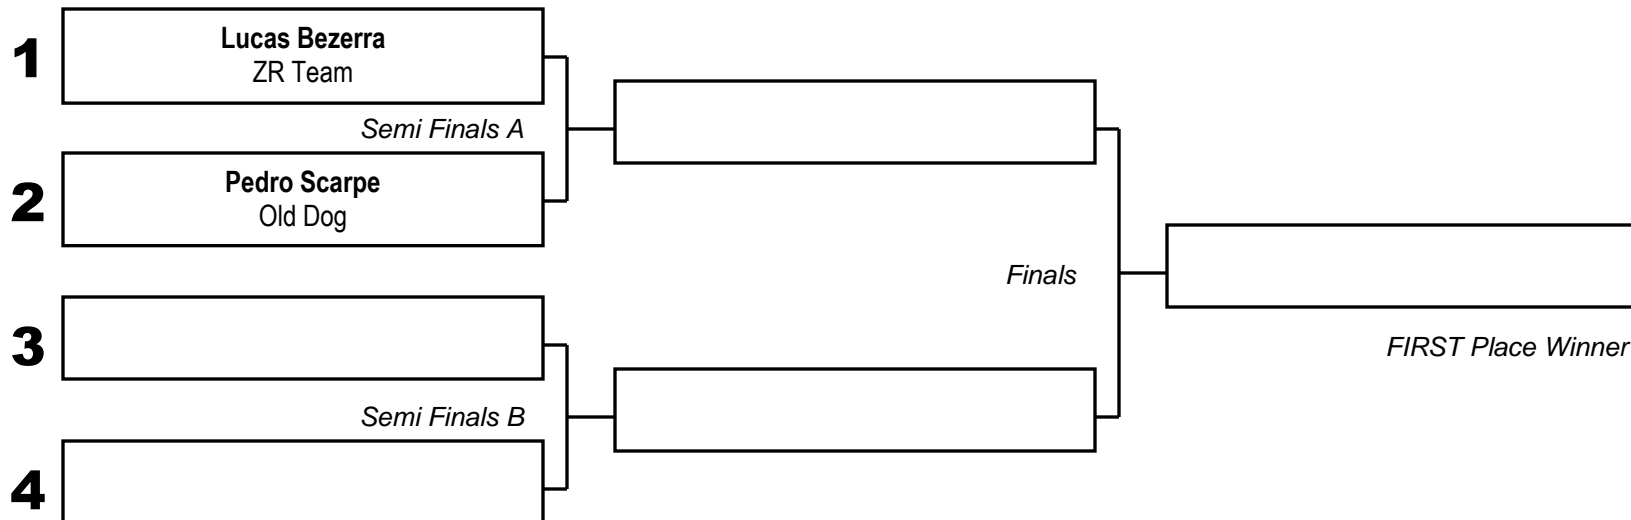 1
Lucas Bezerra
ZR Team
Semi Finals A
2
Pedro Scarpe
Old Dog
Finals
3
FIRST Place Winner
Semi Finals B
4